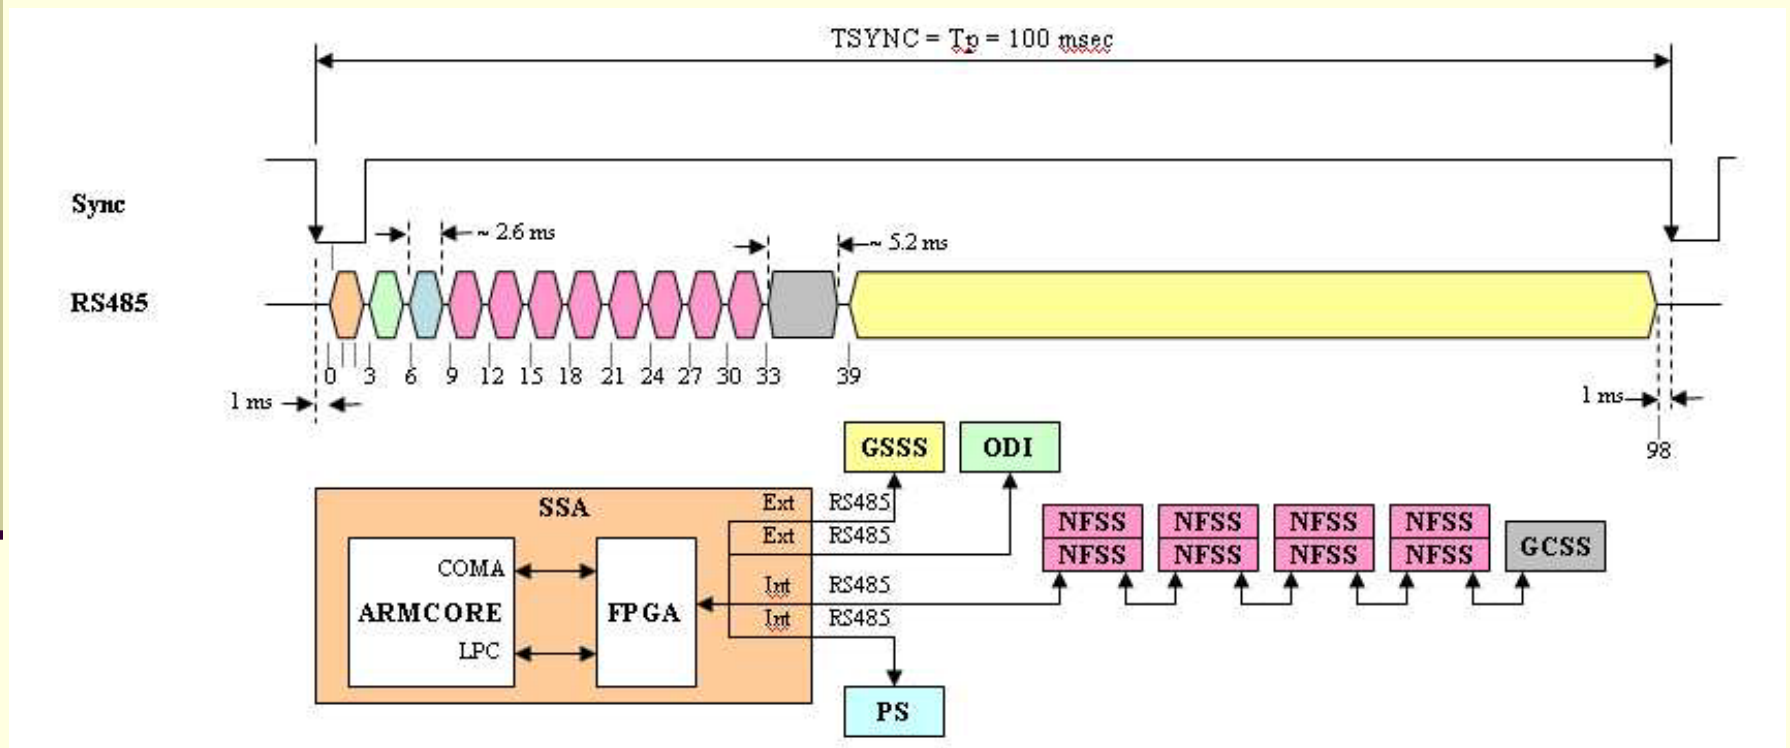 TSYNC = Tp = 100 msec
Sync
~ 2.6 ms
~ 5.2 ms
RS485
0 3 6 9 12 15 18 21 24 27 30 33 39
1 ms
1 ms
98
GSSS
ODI
SSA
Ext RS485
Ext RS485
Int RS485
Int RS485
COMA
ARMCORE
LPC
FPGA
NFSS NFSS NFSS NFSS
NFSS NFSS NFSS NFSS
GCSS
PS